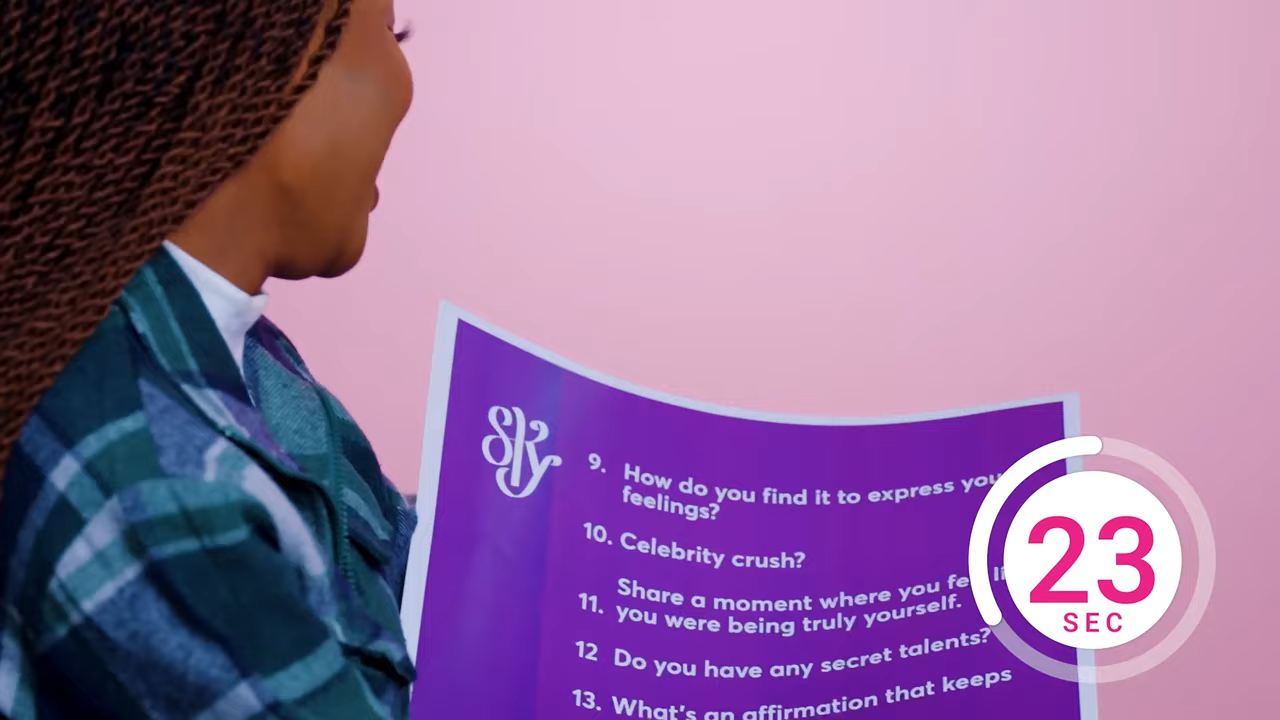 sky
9. How do you find it to express you
feelings?
10. Celebrity crush?
Share a moment where you
11. you were being truly yourself.
12 Do you have any secret talents?
13. What's an affirmation that keeps
23
SEC